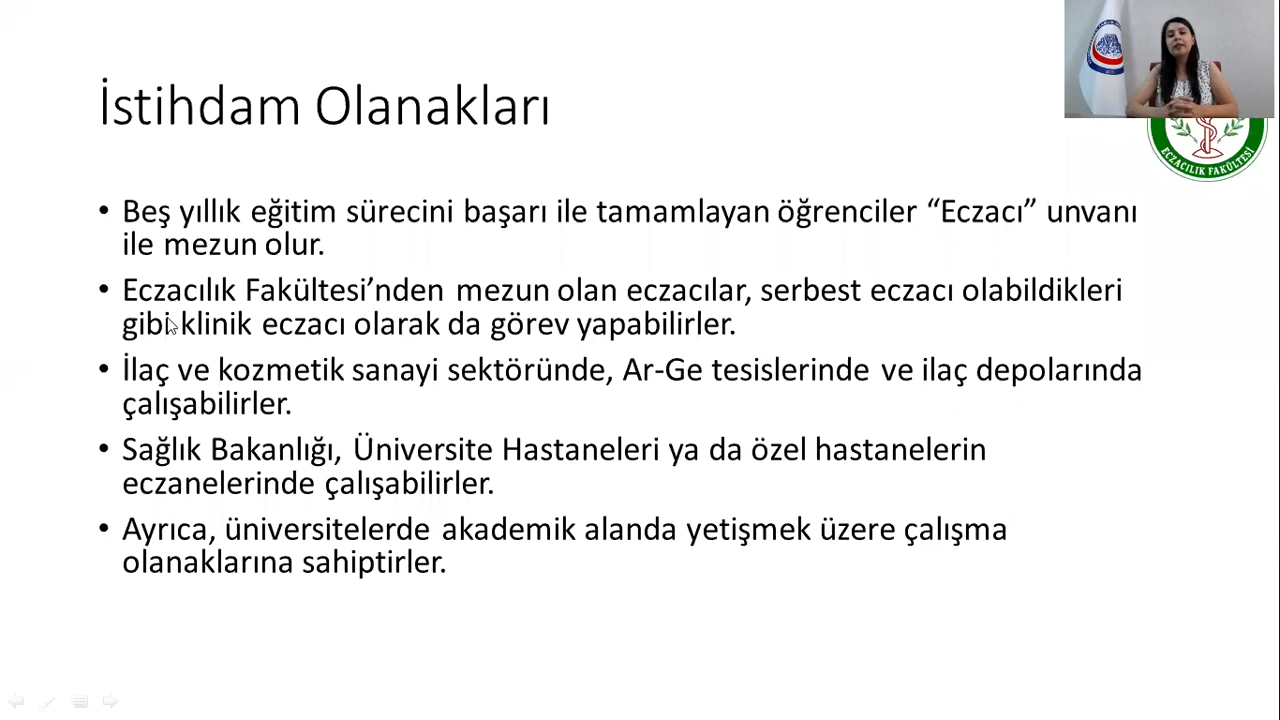 İstihdam Olanakları
ECZACILIK FAKÜLTESİ
• Beş yıllık eğitim sürecini başarı ile tamamlayan öğrenciler “Eczacı” unvanı
ile mezun olur.
• Eczacılık Fakültesi’nden mezun olan eczacılar, serbest eczacı olabildikleri
gibi klinik eczacı olarak da görev yapabilirler.
• İlaç ve kozmetik sanayi sektöründe, Ar-Ge tesislerinde ve ilaç depolarında
çalışabilirler.
• Sağlık Bakanlığı, Üniversite Hastaneleri ya da özel hastanelerin
eczanelerinde çalışabilirler.
• Ayrıca, üniversitelerde akademik alanda yetişmek üzere çalışma
olanaklarına sahiptirler.